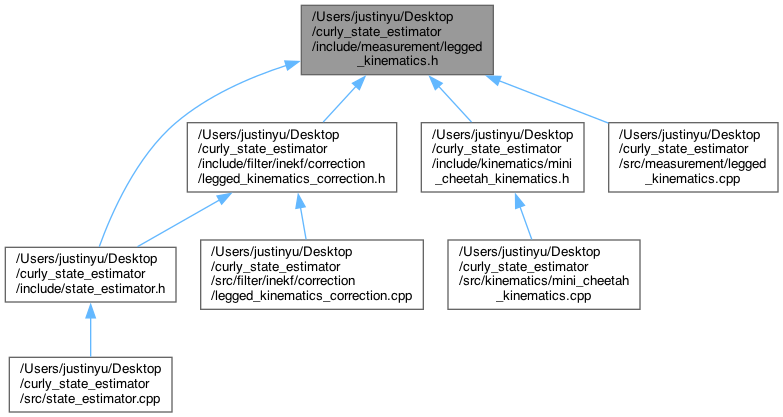 /Users/justinyu/Desktop
/curly_state_estimator
/include/measurement/legged
_kinematics.h
/Users/justinyu/Desktop
/curly_state_estimator
/include/filter/inekf/correction
/legged_kinematics_correction.h
/Users/justinyu/Desktop
/curly_state_estimator
/include/kinematics/mini
_cheetah_kinematics.h
/Users/justinyu/Desktop
/curly_state_estimator
/src/measurement/legged
_kinematics.cpp
/Users/justinyu/Desktop
/curly_state_estimator
/include/state_estimator.h
/Users/justinyu/Desktop
/curly_state_estimator
/src/filter/inekf/correction
/legged_kinematics_correction.cpp
/Users/justinyu/Desktop
/curly_state_estimator
/src/kinematics/mini_cheetah
_kinematics.cpp
/Users/justinyu/Desktop
/curly_state_estimator
/src/state_estimator.cpp